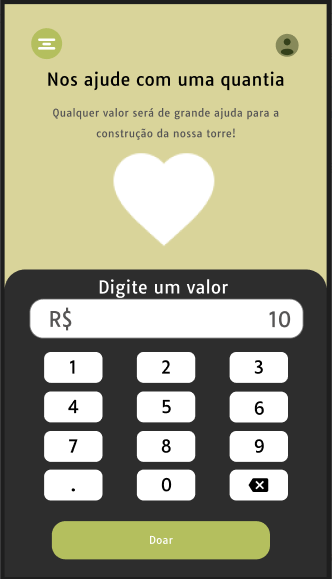 Nos ajude com uma quantia
Qualquer valor será de grande ajuda para a
construção da nossa torre!
Digite um valor
R$ 10
1 2 3
4 5 6
7 8 9
. 0
Doar